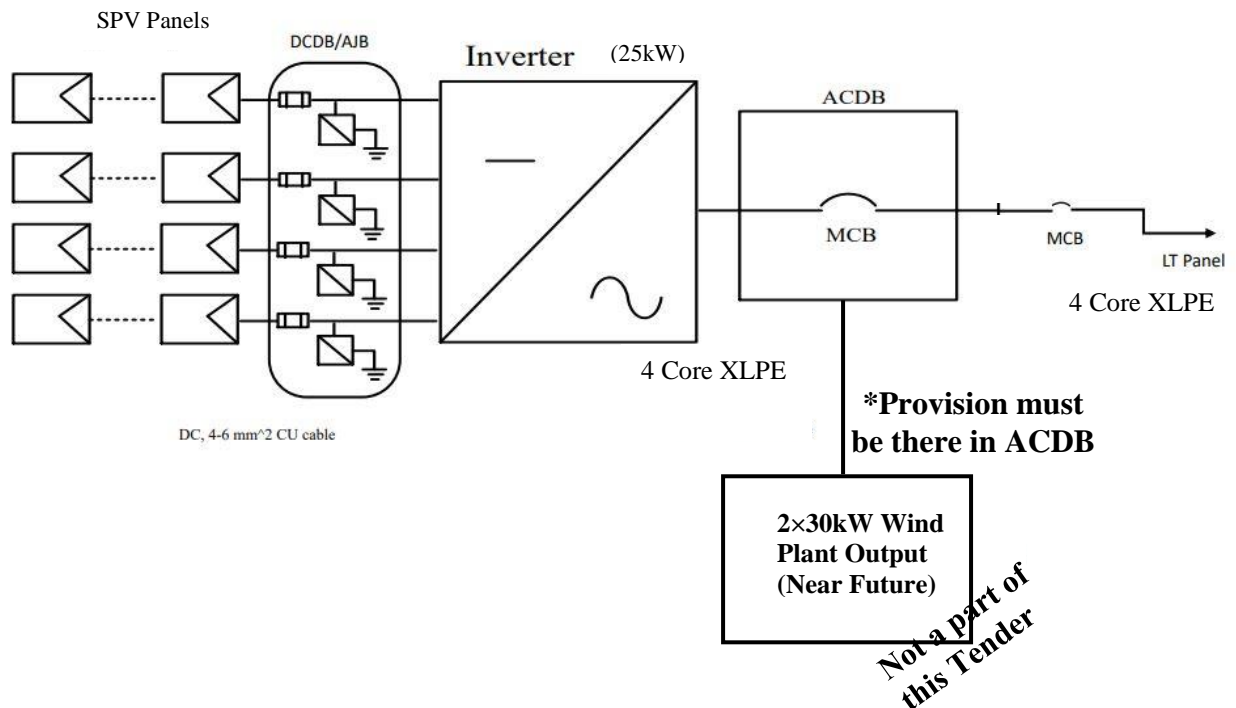 SPV Panels
DCDB/AJB
Inverter (25kW)
ACDB
MCB
MCB
LT Panel
4 Core XLPE
4 Core XLPE
DC, 4-6 mm^2 CU cable
*Provision must
be there in ACDB
2×30kW Wind
Plant Output
(Near Future)
Not a part of
this Tender